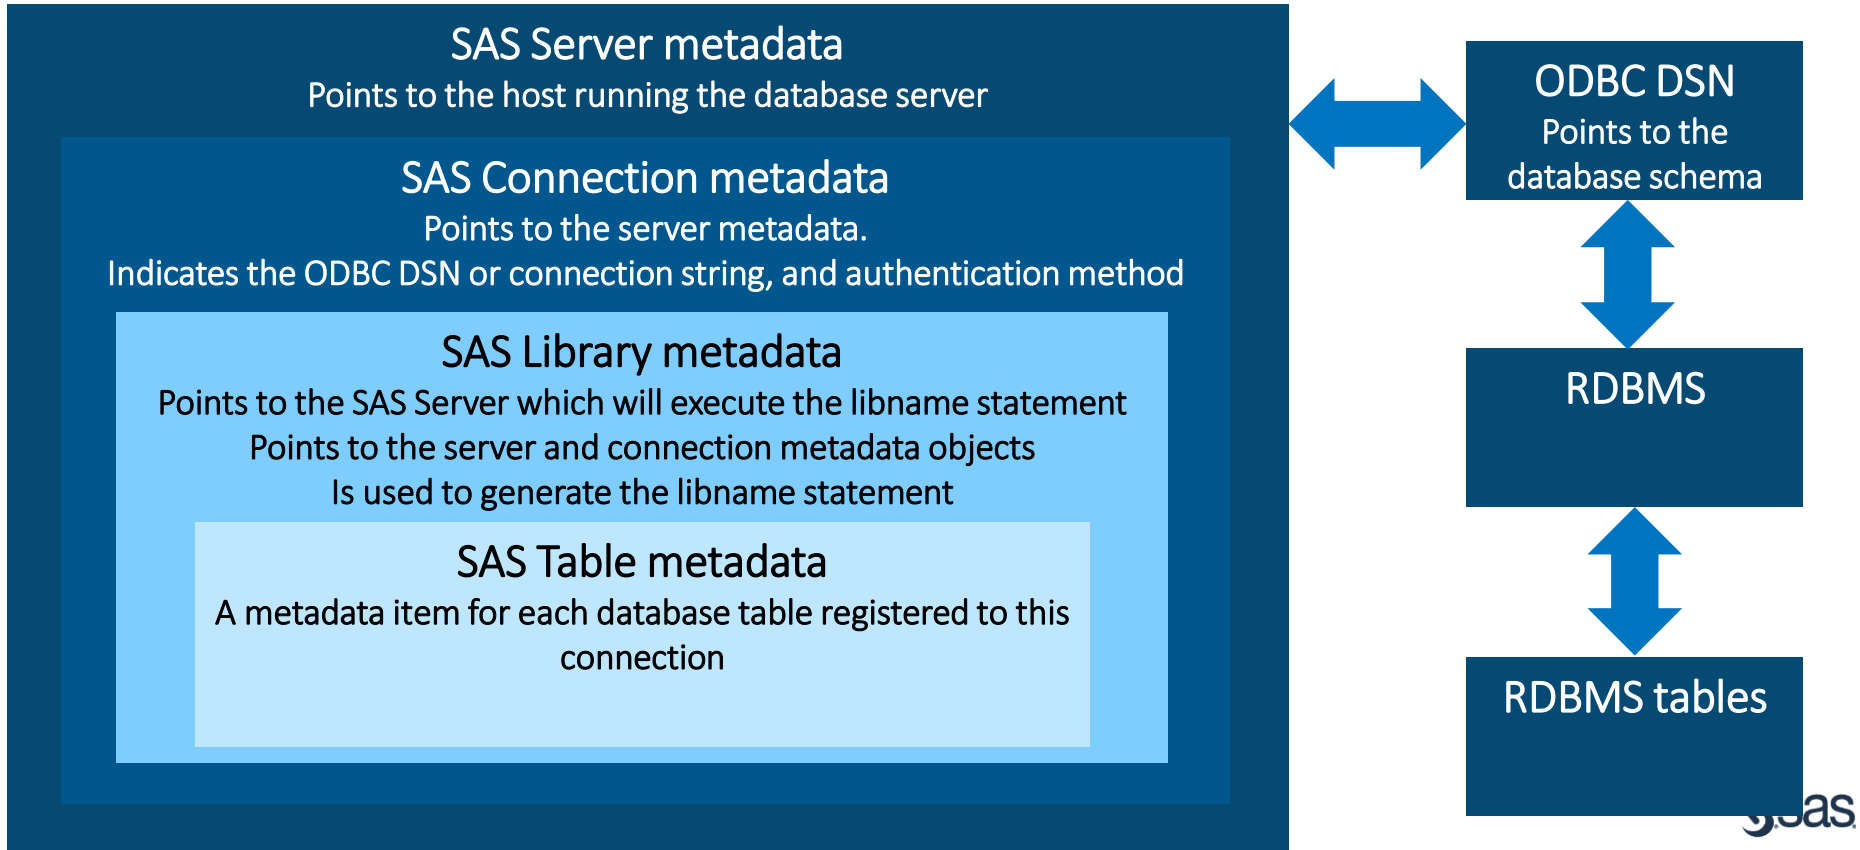 SAS Server metadata
Points to the host running the database server
SAS Connection metadata
Points to the server metadata.
Indicates the ODBC DSN or connection string, and authentication method
SAS Library metadata
Points to the SAS Server which will execute the libname statement
Points to the server and connection metadata objects
Is used to generate the libname statement
SAS Table metadata
A metadata item for each database table registered to this
connection
ODBC DSN
Points to the
database schema
RDBMS
RDBMS tables
sas